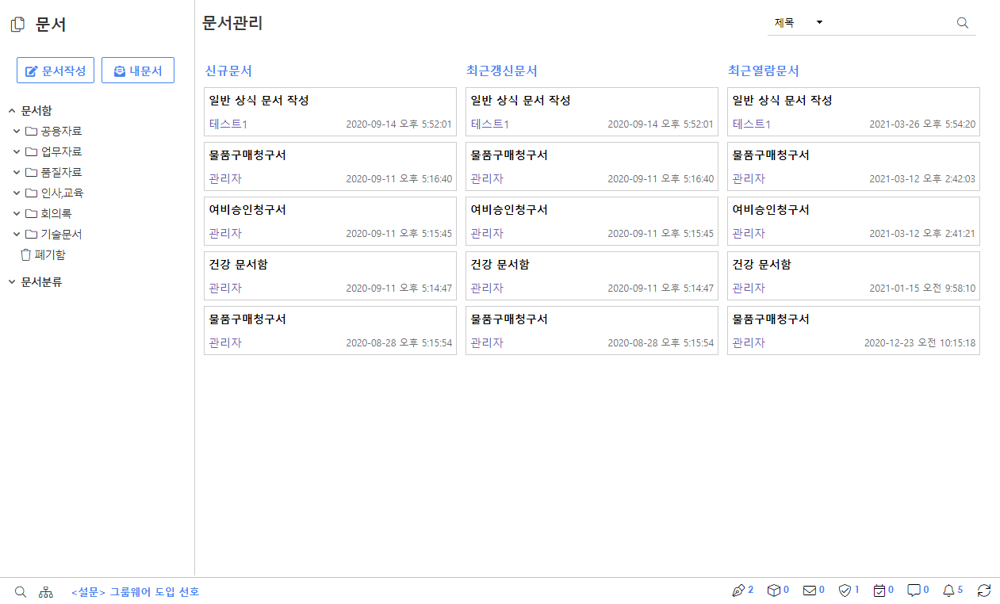 문서
문서작성
내문서
문서함
공용자료
업무자료
품질자료
인사,교육
회의록
기술문서
폐기함
문서분류
문서관리
제목
신규문서
일반 상식 문서 작성
테스트1 2020-09-14 오후 5:52:01
물품구매청구서
관리자 2020-09-11 오후 5:16:40
여비승인청구서
관리자 2020-09-11 오후 5:15:45
건강 문서함
관리자 2020-09-11 오후 5:14:47
물품구매청구서
관리자 2020-08-28 오후 5:15:54
최근갱신문서
일반 상식 문서 작성
테스트1 2020-09-14 오후 5:52:01
물품구매청구서
관리자 2020-09-11 오후 5:16:40
여비승인청구서
관리자 2020-09-11 오후 5:15:45
건강 문서함
관리자 2020-09-11 오후 5:14:47
물품구매청구서
관리자 2020-08-28 오후 5:15:54
최근열람문서
일반 상식 문서 작성
테스트1 2021-03-26 오후 5:54:20
물품구매청구서
관리자 2021-03-12 오후 2:42:03
여비승인청구서
관리자 2021-03-12 오후 2:41:21
건강 문서함
관리자 2021-01-15 오전 9:58:10
물품구매청구서
관리자 2020-12-23 오전 10:15:18
<설문> 그룹웨어 도입 선호
2 0 0 1 0 0 5